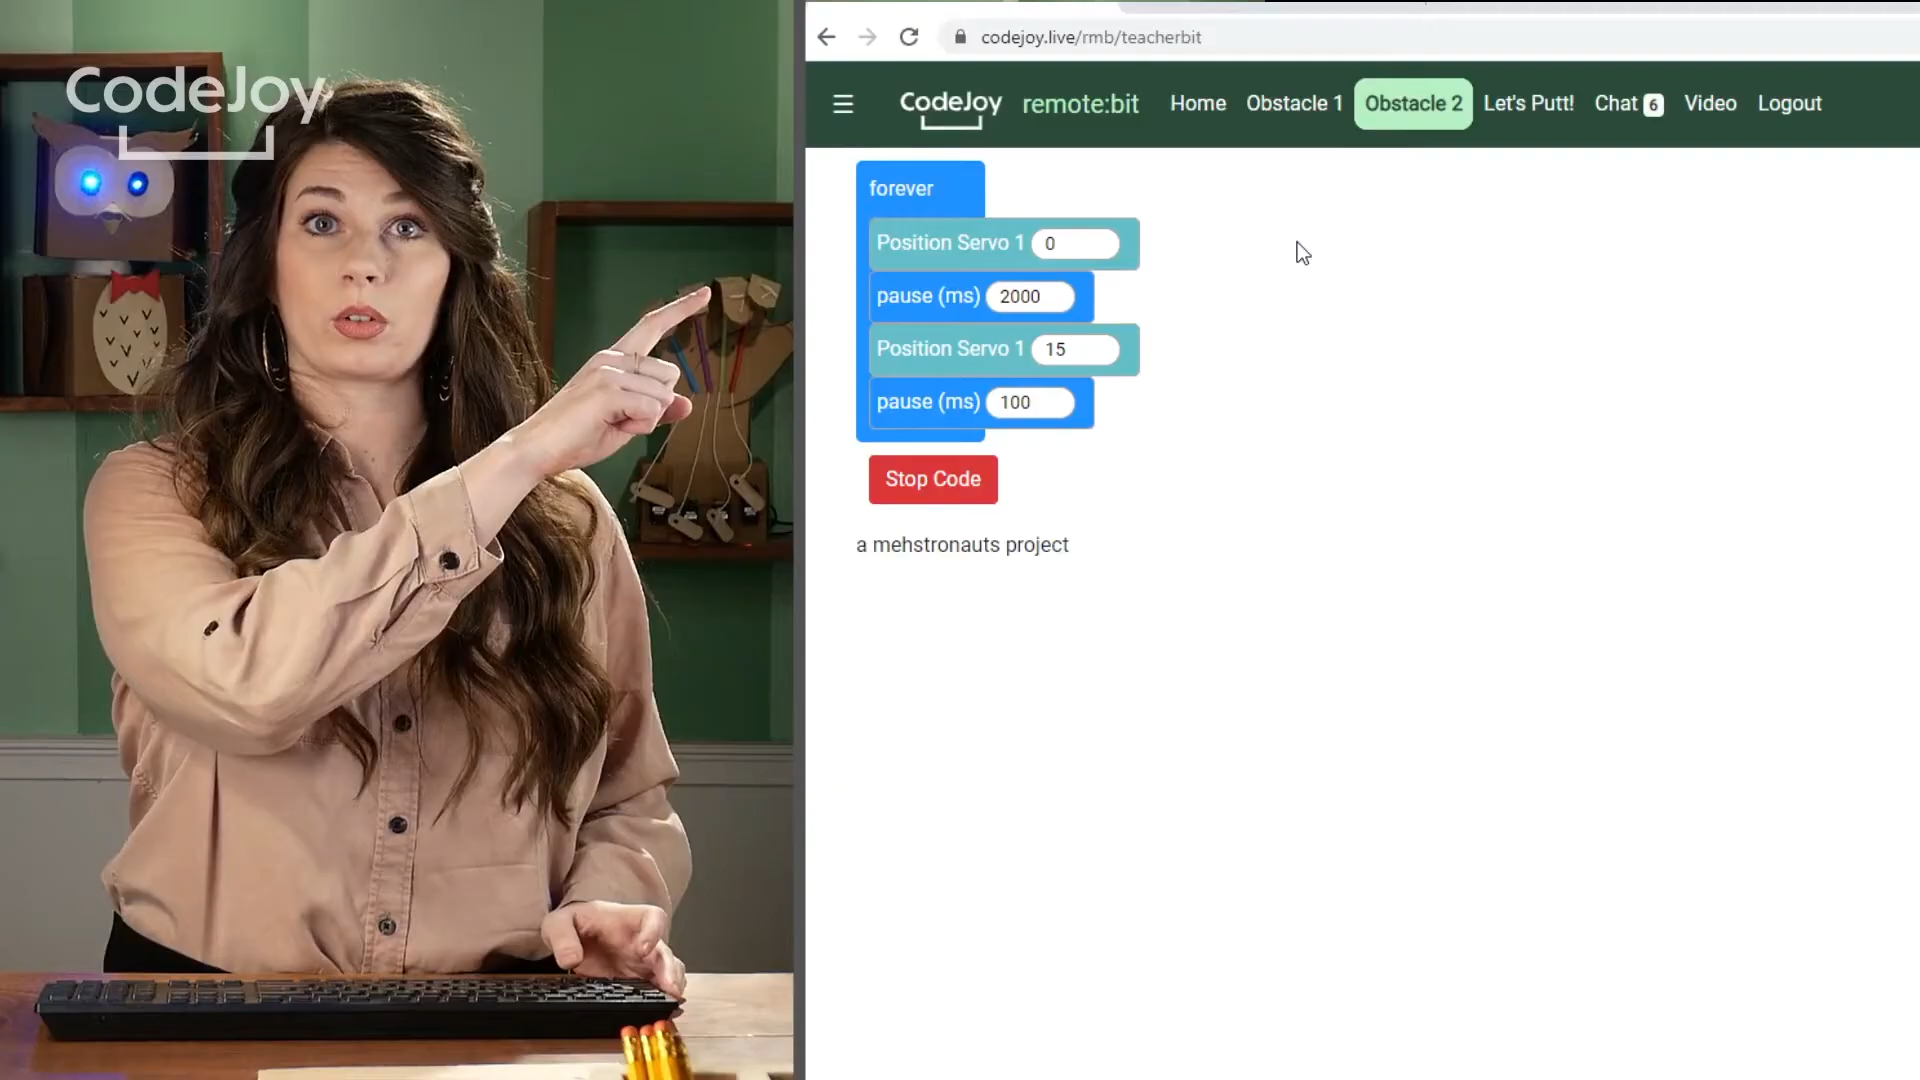 CodeJoy
codejoy.live/rmb/teacherbit
CodeJoy remote:bit Home Obstacle 1 Obstacle 2 Let's Putt! Chat 6 Video Logout
forever
Position Servo 1 0
pause (ms) 2000
Position Servo 1 15
pause (ms) 100
Stop Code
a mehstronauts project